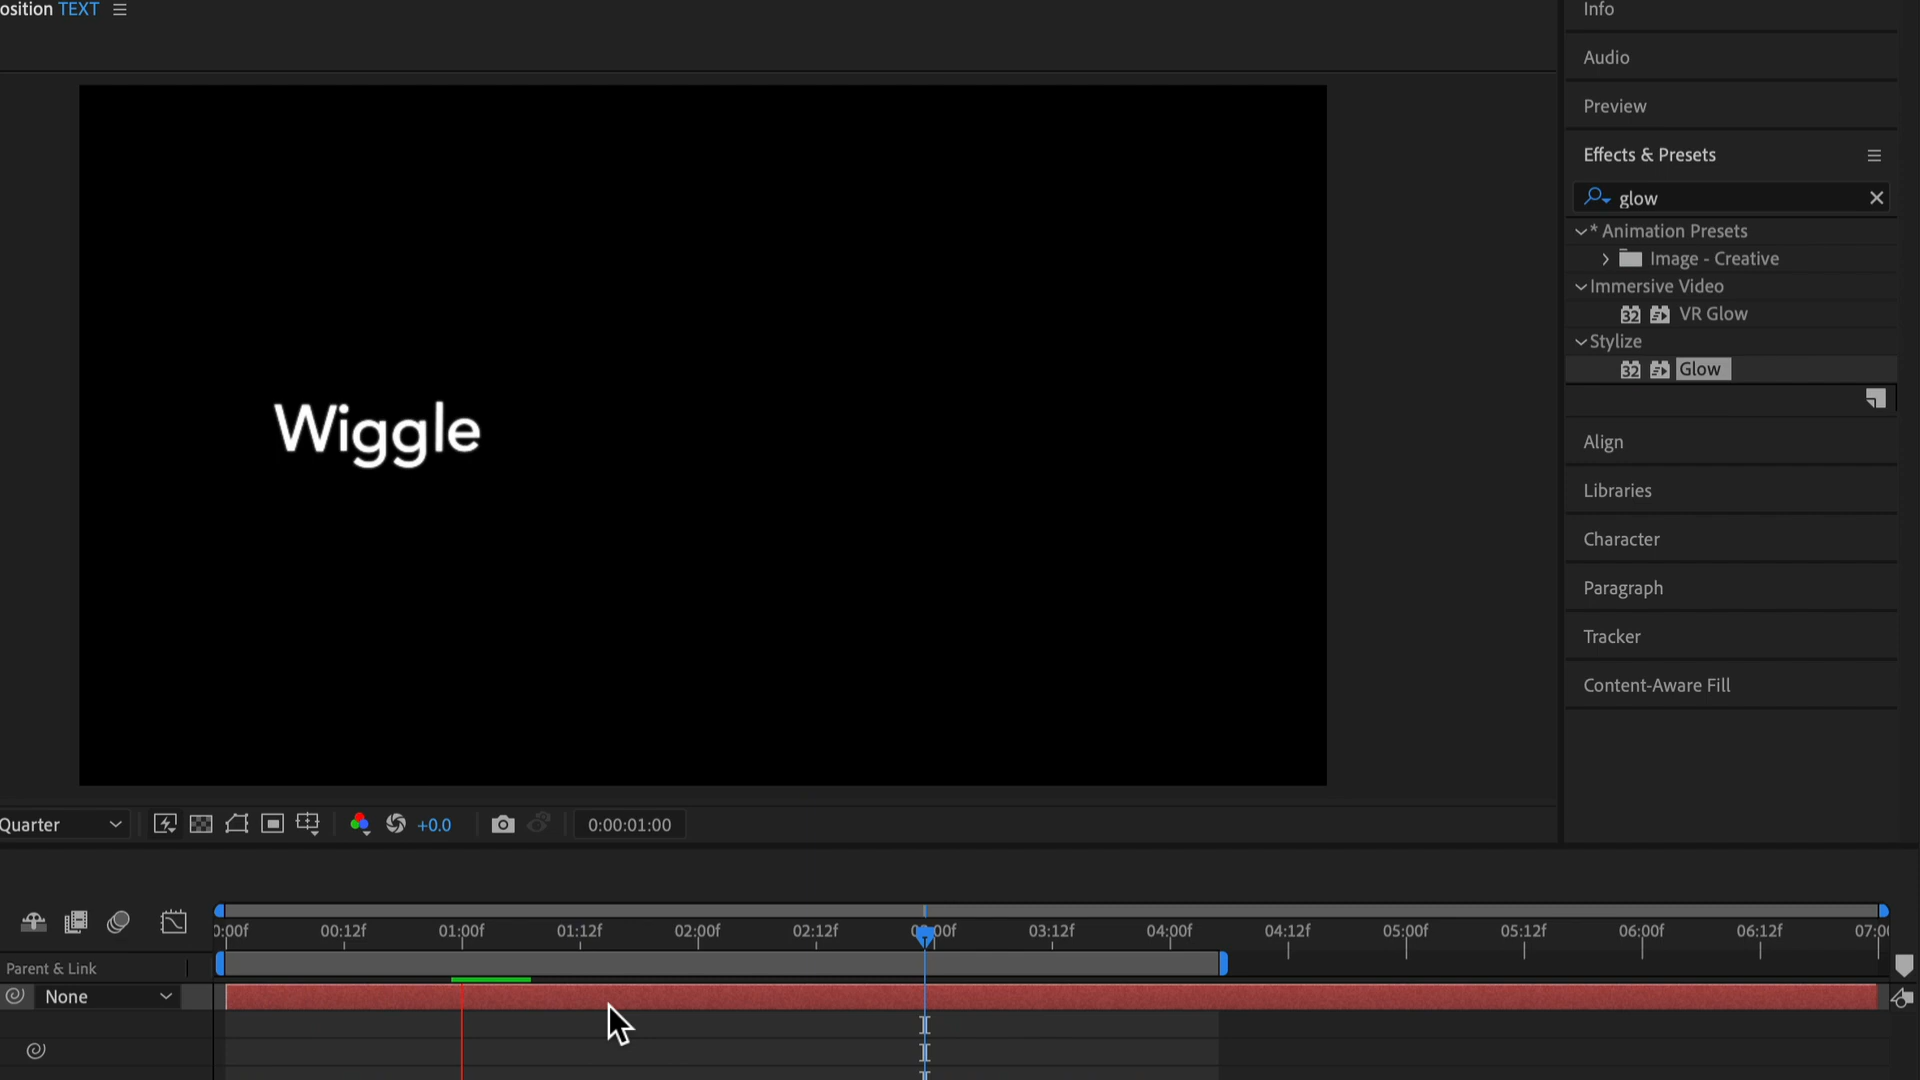 osition TEXT
Info
Audio
Preview
Effects & Presets
glow
* Animation Presets
Image - Creative
Immersive Video
32 VR Glow
Stylize
32 Glow
Wiggle
Align
Libraries
Character
Paragraph
Tracker
Content-Aware Fill
Quarter +0.0 0:00:01:00
0:00f 00:12f 01:00f 01:12f 02:00f 02:12f 03:12f 04:00f 04:12f 05:00f 05:12f 06:00f 06:12f 07:0
Parent & Link
None